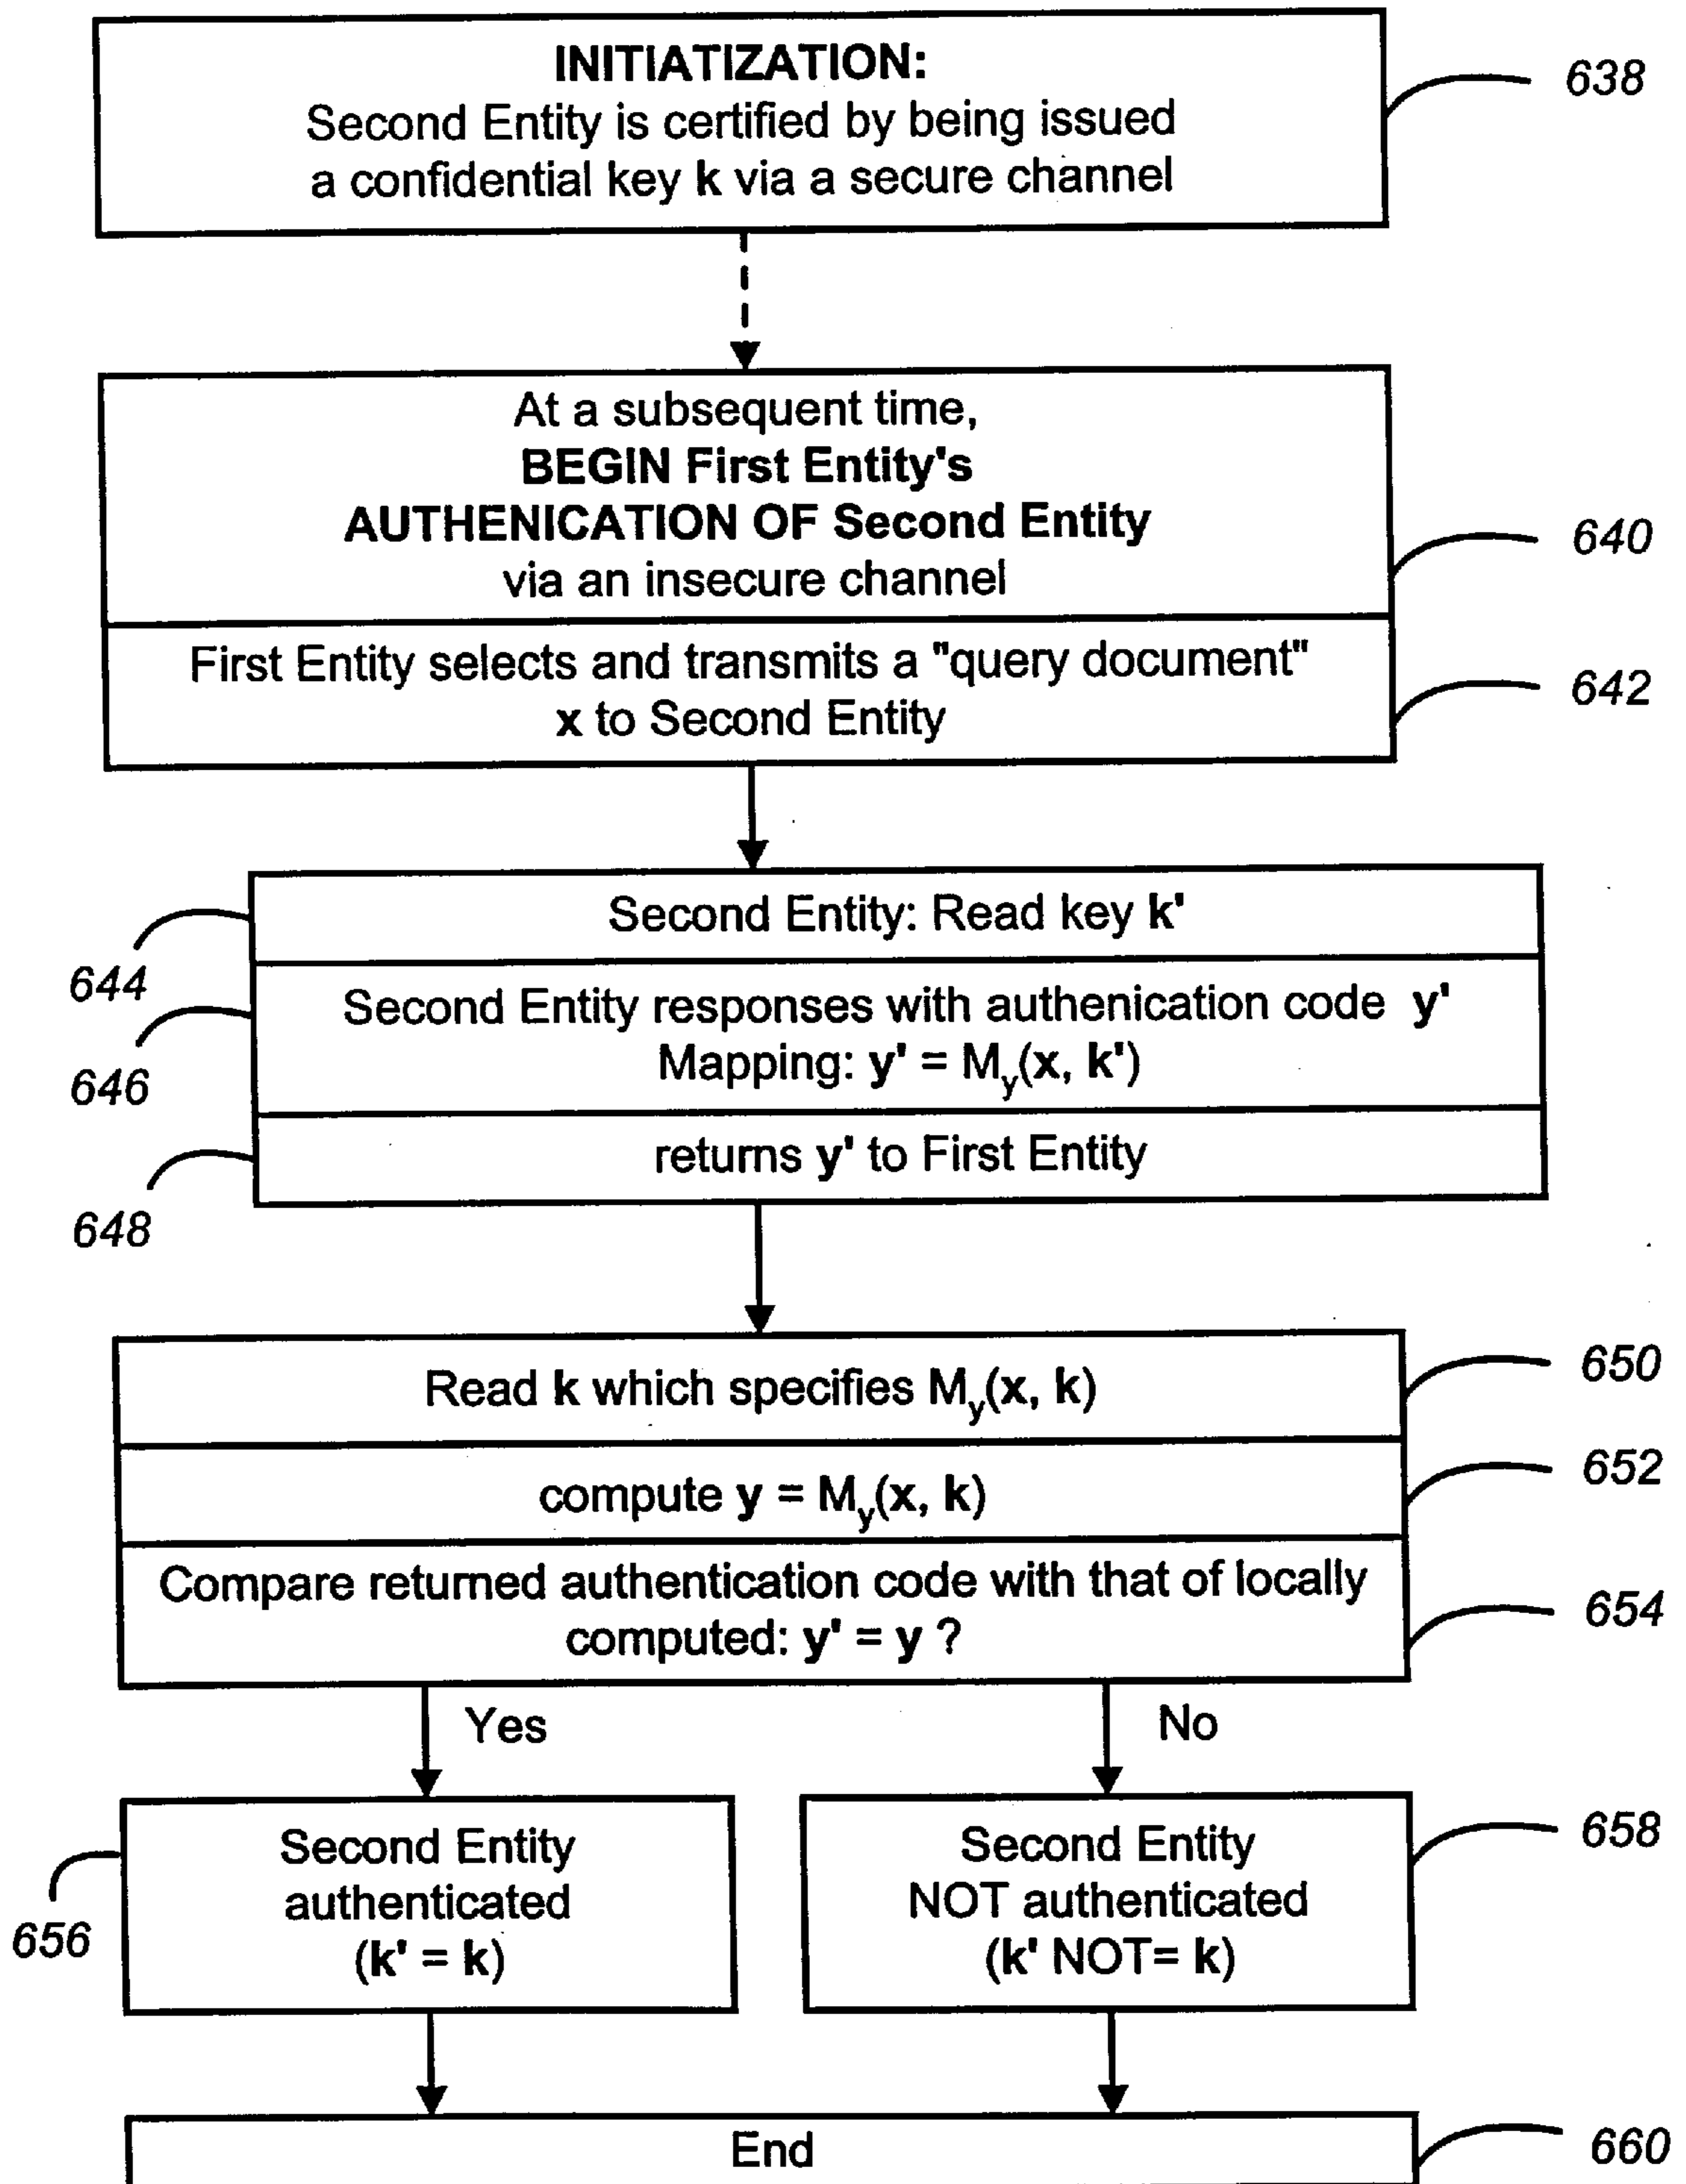 INITIATIZATION:
Second Entity is certified by being issued
a confidential key k via a secure channel
638
At a subsequent time,
BEGIN First Entity's
AUTHENICATION OF Second Entity
via an insecure channel
640
First Entity selects and transmits a "query document"
x to Second Entity
642
Second Entity: Read key k'
644
Second Entity responses with authenication code y'
Mapping: y' = My(x, k')
646
returns y' to First Entity
648
Read k which specifies My(x, k)
650
compute y = My(x, k)
652
Compare returned authentication code with that of locally
computed: y' = y ?
654
Yes
No
Second Entity
authenticated
(k' = k)
656
Second Entity
NOT authenticated
(k' NOT= k)
658
End
660